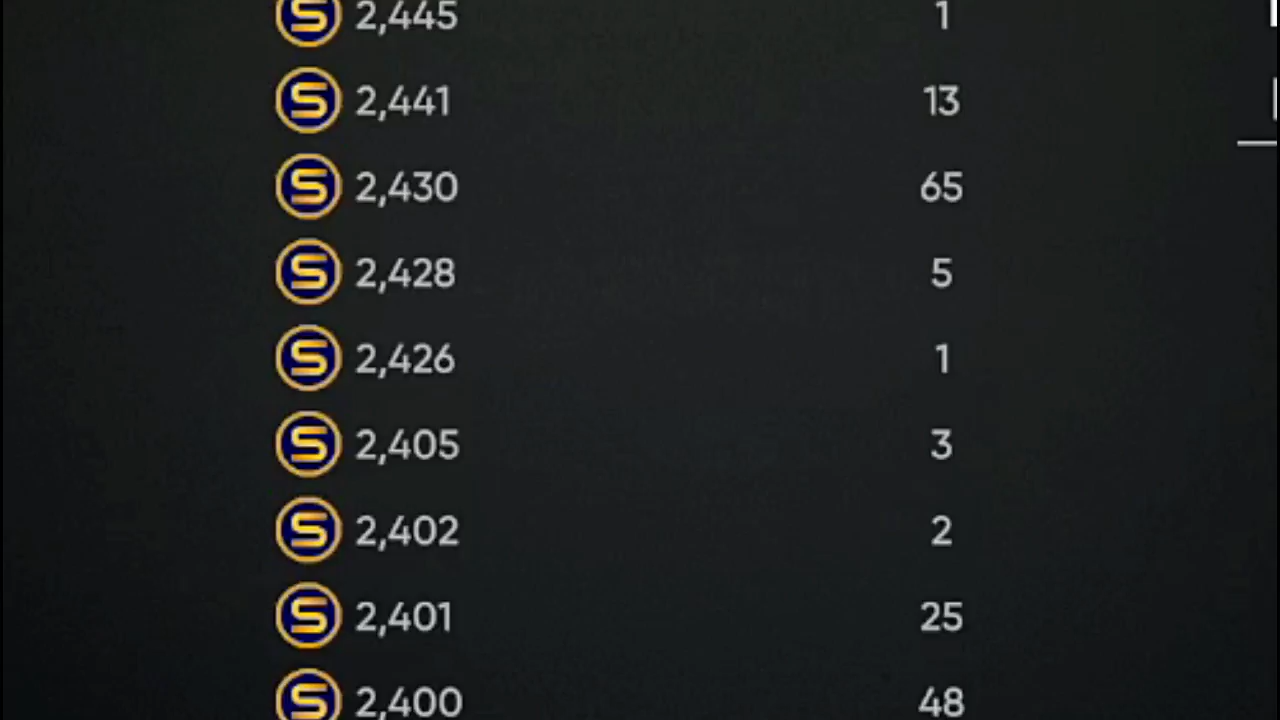 S 2,445 1
S 2,441 13
S 2,430 65
S 2,428 5
S 2,426 1
S 2,405 3
S 2,402 2
S 2,401 25
S 2,400 48